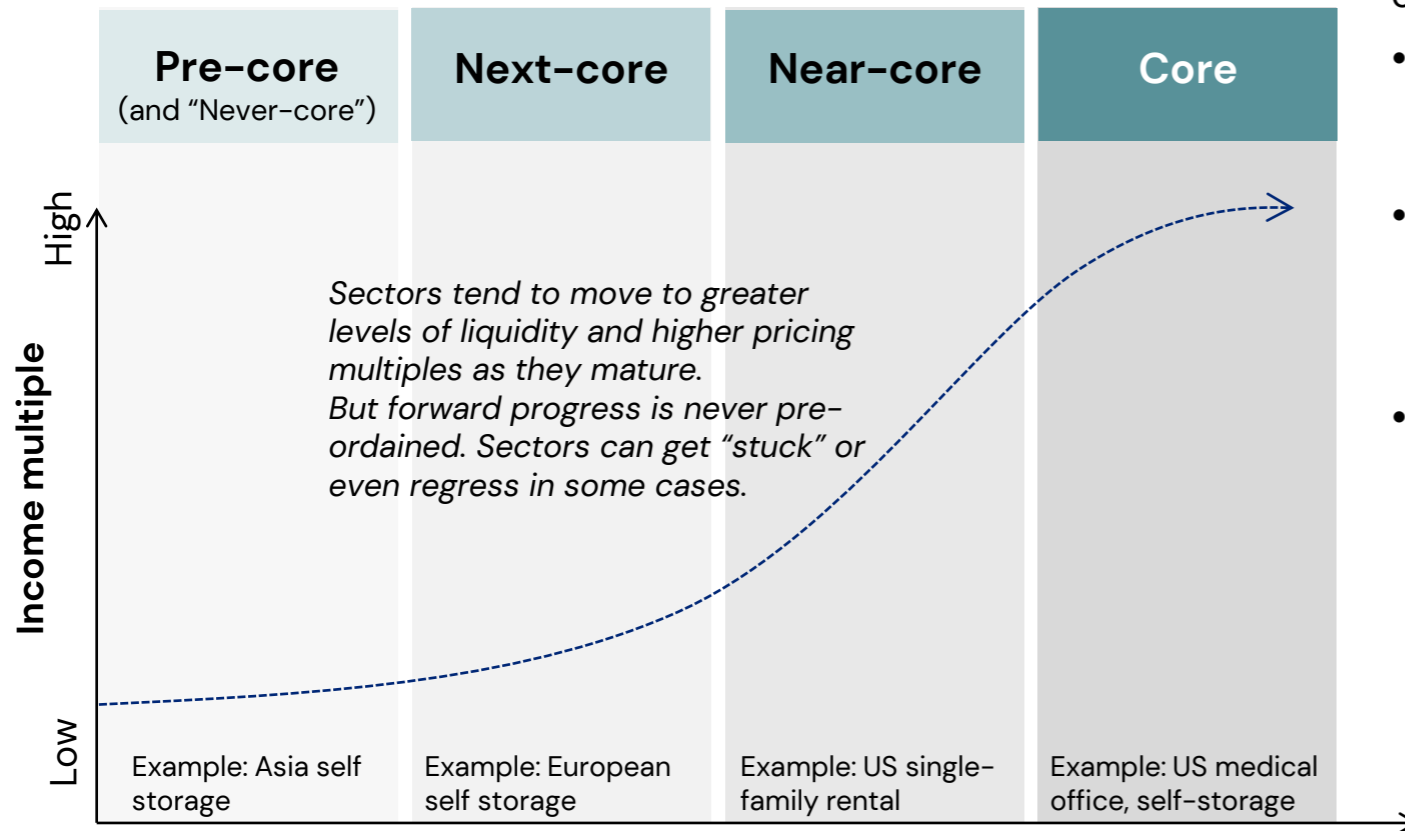 Pre-core
(and “Never-core”)
Next-core
Near-core
Core
High
Income multiple
Low
Sectors tend to move to greater
levels of liquidity and higher pricing
multiples as they mature.
But forward progress is never pre-
ordained. Sectors can get “stuck” or
even regress in some cases.
Example: Asia self
storage
Example: European
self storage
Example: US single-
family rental
Example: US medical
office, self-storage